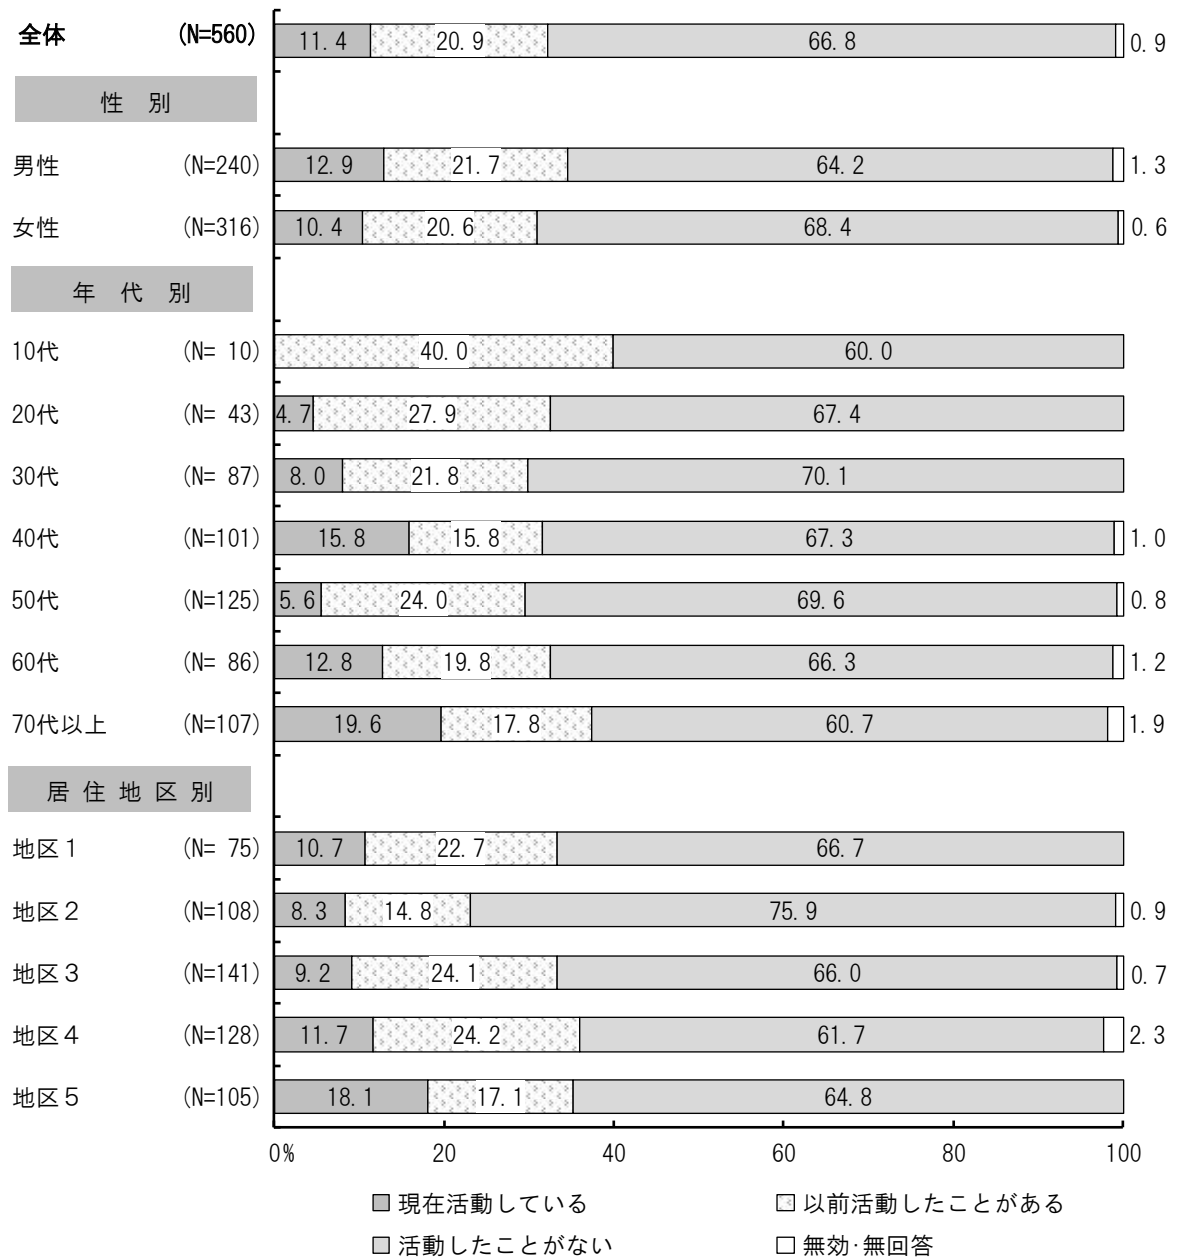 全体 (N=560) 11.4 20.9 66.8 0.9
性別
男性 (N=240) 12.9 21.7 64.2 1.3
女性 (N=316) 10.4 20.6 68.4 0.6
年代別
10代 (N= 10) 40.0 60.0
20代 (N= 43) 4.7 27.9 67.4
30代 (N= 87) 8.0 21.8 70.1
40代 (N=101) 15.8 15.8 67.3 1.0
50代 (N=125) 5.6 24.0 69.6 0.8
60代 (N= 86) 12.8 19.8 66.3 1.2
70代以上 (N=107) 19.6 17.8 60.7 1.9
居住地区別
地区1 (N= 75) 10.7 22.7 66.7
地区2 (N=108) 8.3 14.8 75.9 0.9
地区3 (N=141) 9.2 24.1 66.0 0.7
地区4 (N=128) 11.7 24.2 61.7 2.3
地区5 (N=105) 18.1 17.1 64.8
0% 20 40 60 80 100
現在活動している 以前活動したことがある
活動したことがない 無効･無回答